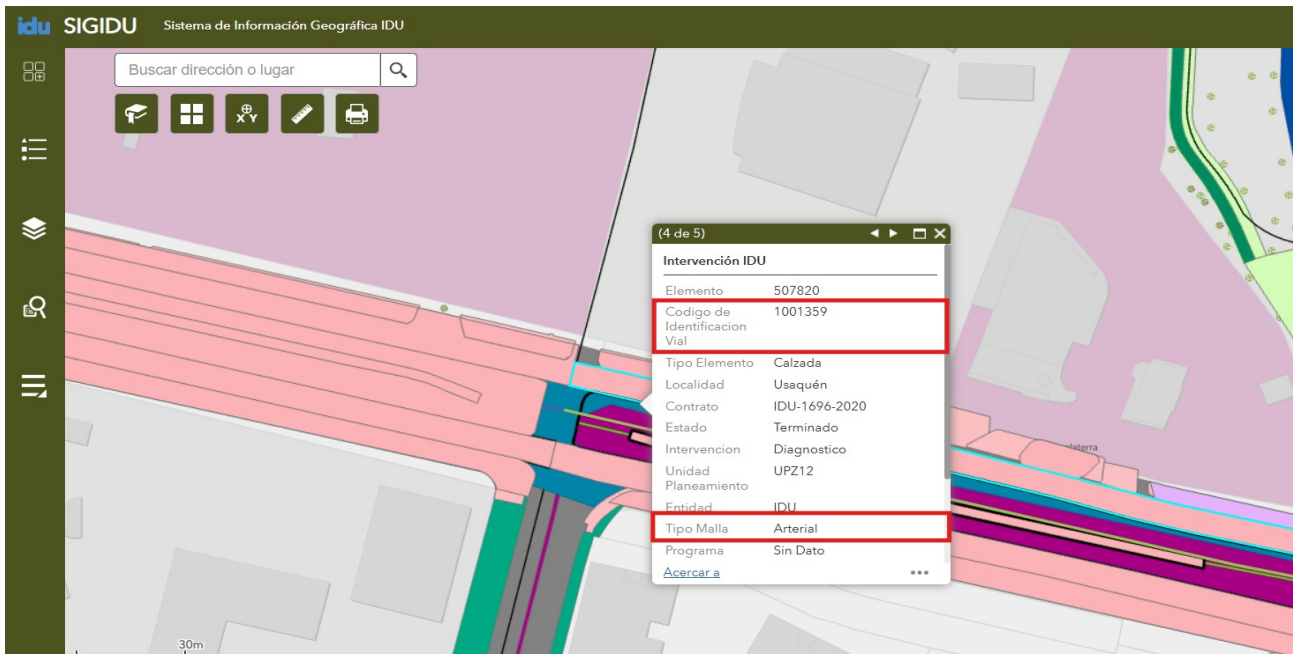 idu SIGIDU Sistema de Información Geográfica IDU
Buscar dirección o lugar
X Y
(4 de 5)
Intervención IDU
Elemento 507820
Codigo de Identificacion Vial 1001359
Tipo Elemento Calzada
Localidad Usaquén
Contrato IDU-1696-2020
Estado Terminado
Intervencion Diagnostico
Unidad Planeamiento UPZ12
Entidad IDU
Tipo Malla Arterial
Programa Sin Dato
Acercar a
30m